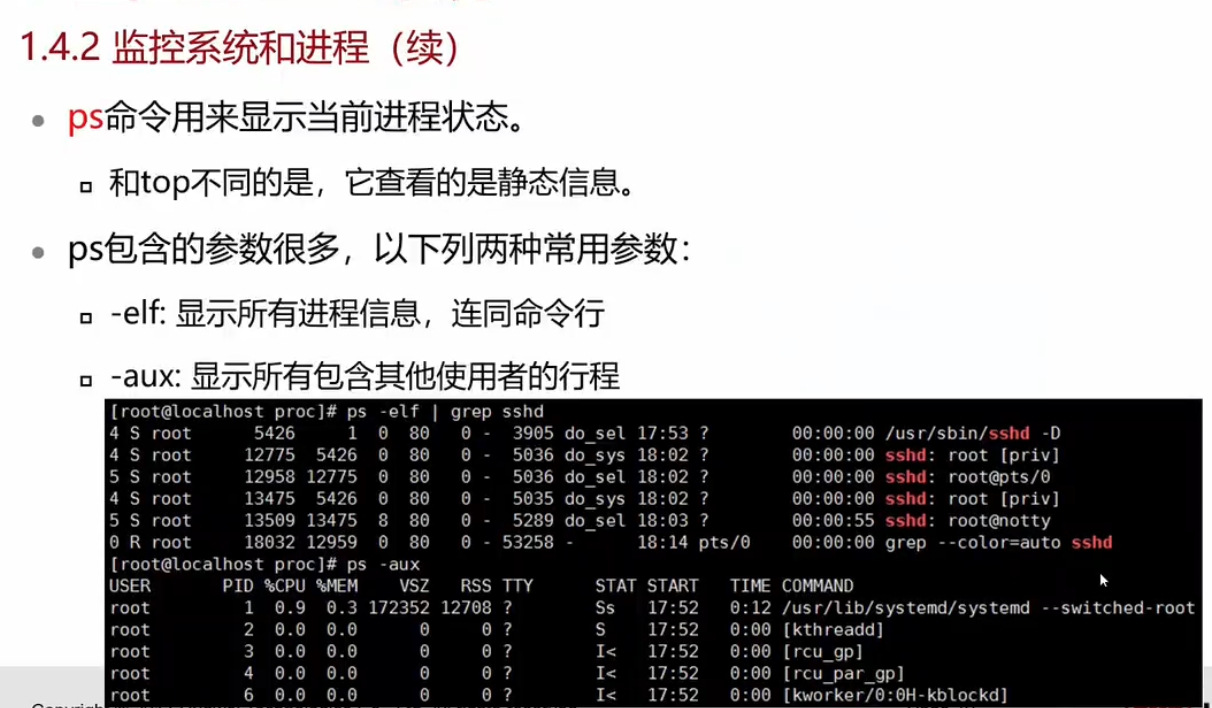 1.4.2 监控系统和进程（续）
ps命令用来显示当前进程状态。
和top不同的是，它查看的是静态信息。
ps包含的参数很多，以下列两种常用参数：
-elf: 显示所有进程信息，连同命令行
-aux: 显示所有包含其他使用者的行程
[root@localhost proc]# ps -elf | grep sshd
4 S root 5426 1 0 80 0 - 3905 do_sel 17:53 ? 00:00:00 /usr/sbin/sshd -D
4 S root 12775 5426 0 80 0 - 5036 do_sys 18:02 ? 00:00:00 sshd: root [priv]
5 S root 12958 12775 0 80 0 - 5036 do_sel 18:02 ? 00:00:00 sshd: root@pts/0
4 S root 13475 5426 0 80 0 - 5035 do_sys 18:02 ? 00:00:00 sshd: root [priv]
5 S root 13509 13475 8 80 0 - 5289 do_sel 18:03 ? 00:00:55 sshd: root@notty
0 R root 18032 12959 0 80 0 - 53258 - 18:14 pts/0 00:00:00 grep --color=auto sshd
[root@localhost proc]# ps -aux
USER PID %CPU %MEM VSZ RSS TTY STAT START TIME COMMAND
root 1 0.9 0.3 172352 12708 ? Ss 17:52 0:12 /usr/lib/systemd/systemd --switched-root
root 2 0.0 0.0 0 0 ? S 17:52 0:00 [kthreadd]
root 3 0.0 0.0 0 0 ? I< 17:52 0:00 [rcu_gp]
root 4 0.0 0.0 0 0 ? I< 17:52 0:00 [rcu_par_gp]
root 6 0.0 0.0 0 0 ? I< 17:52 0:00 [kworker/0:0H-kblockd]